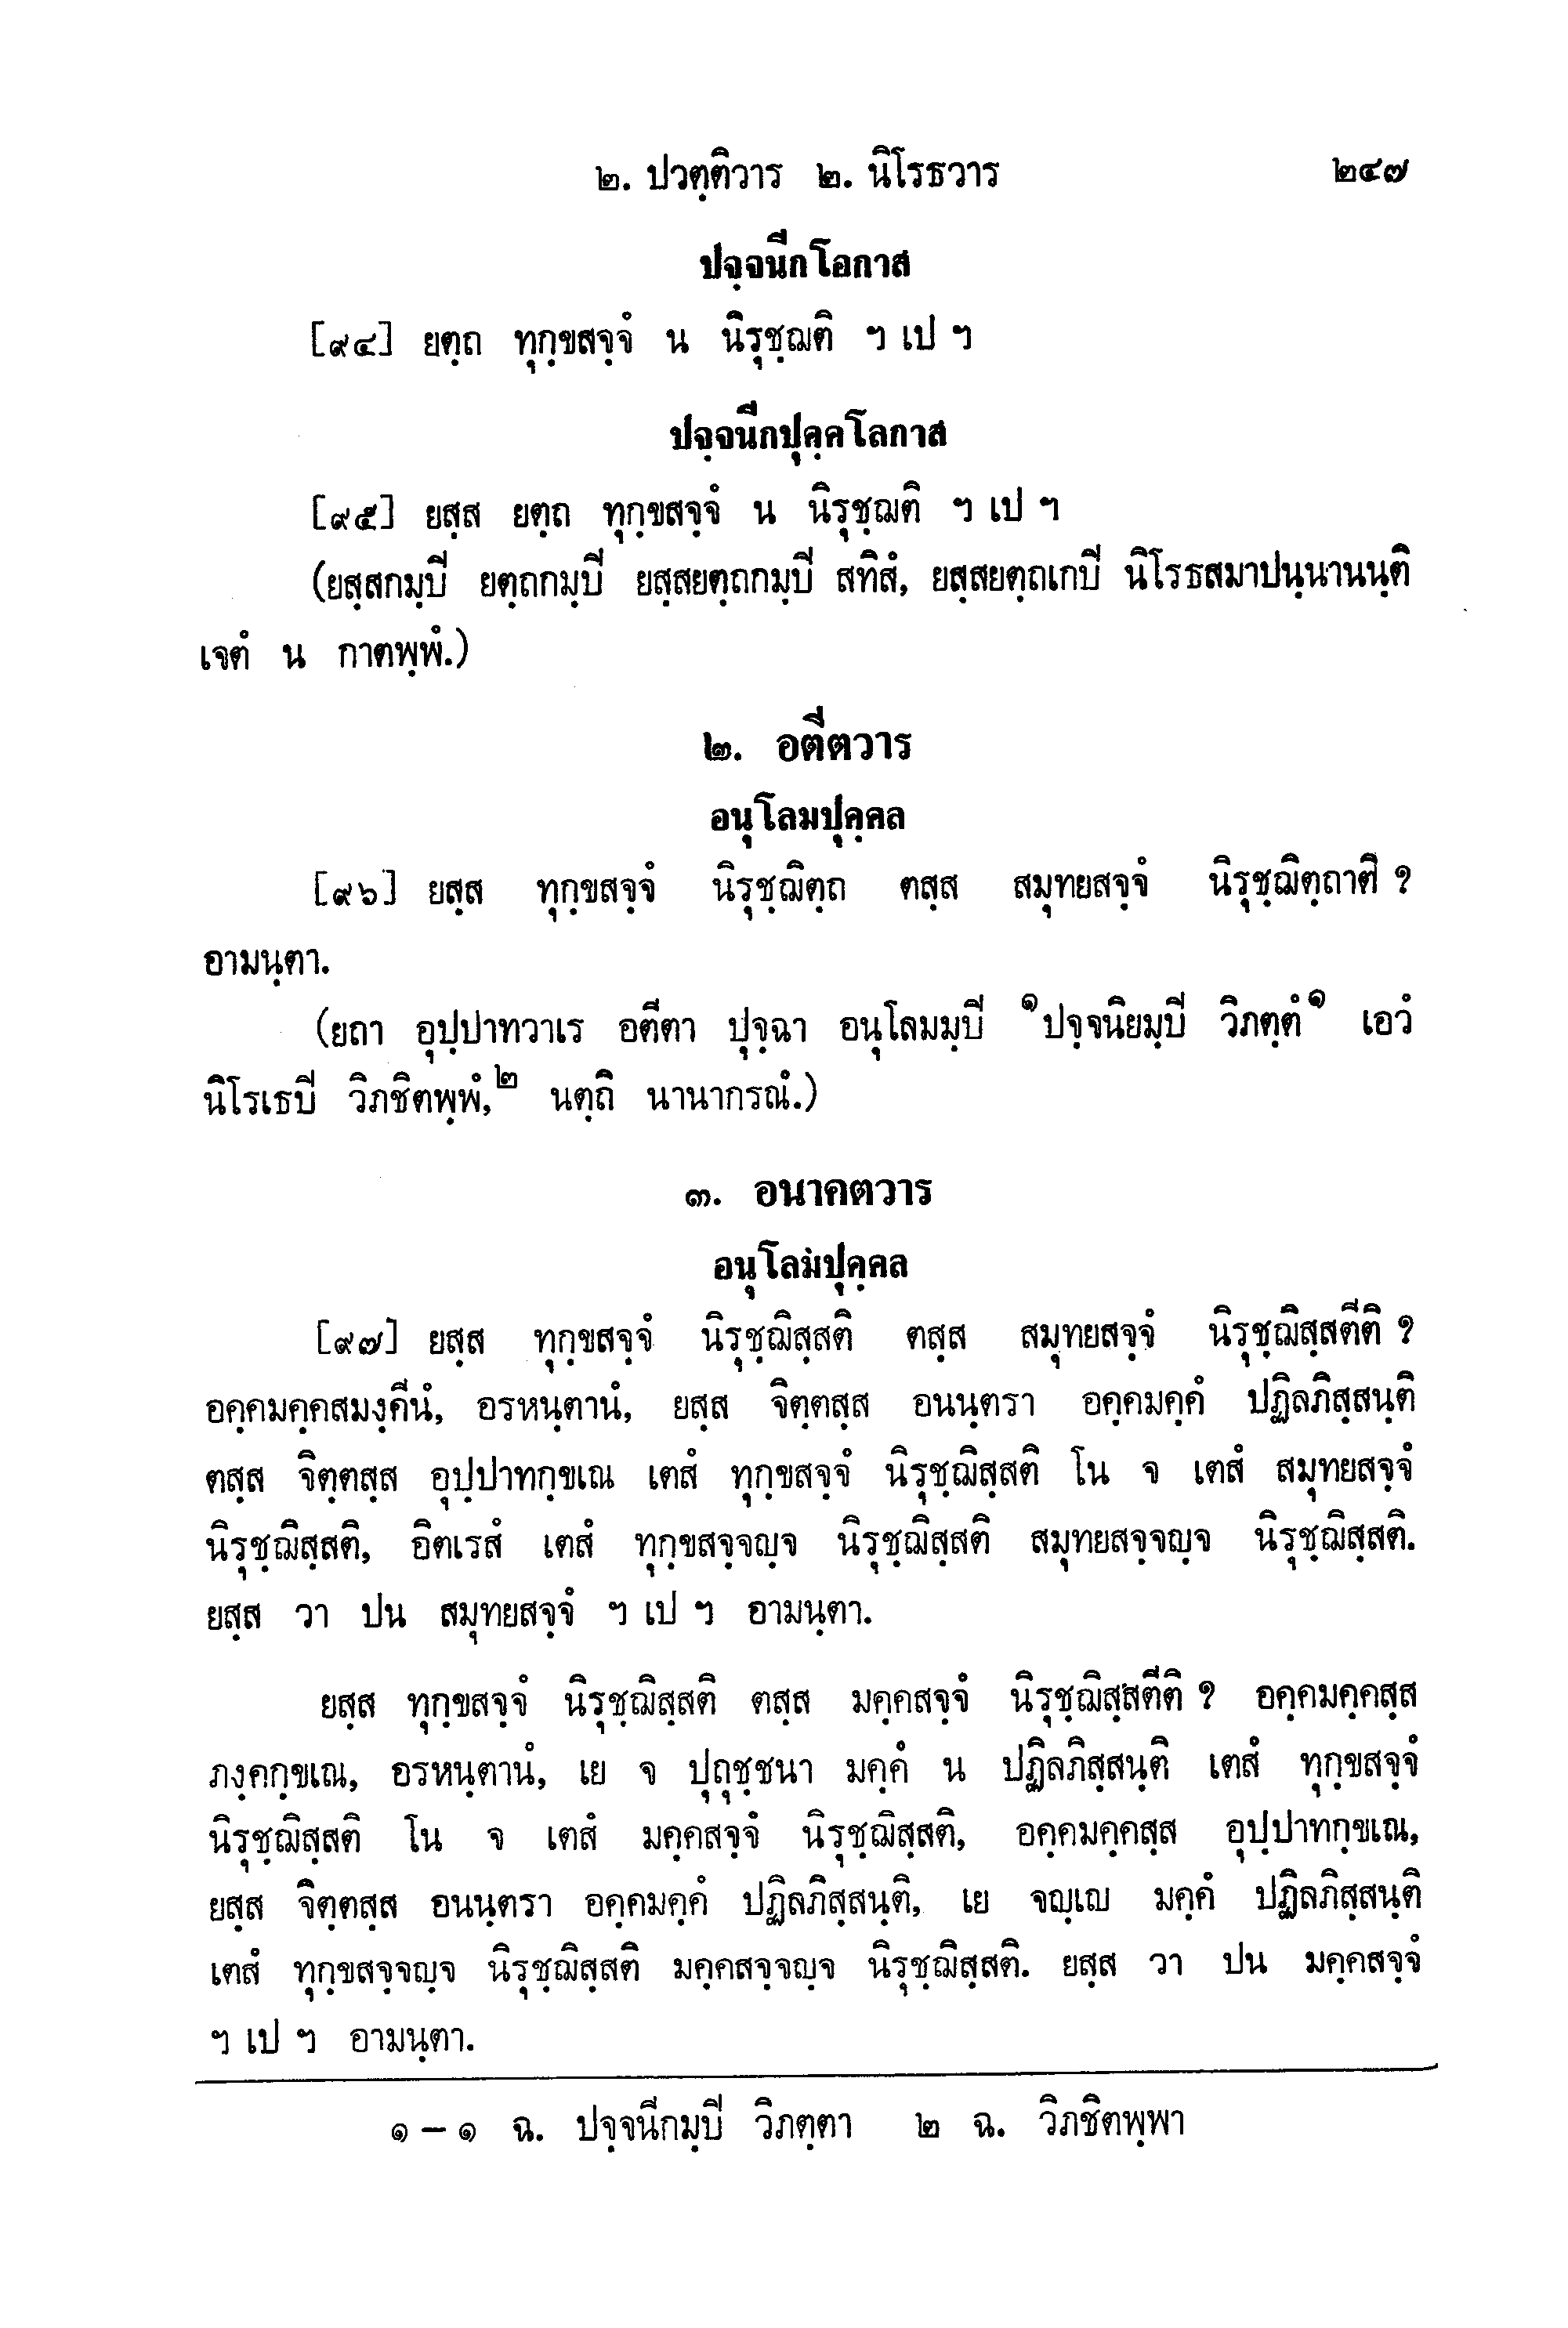 ๒. ปวตฺติวาร ๒. นิโรธวาร ๒๔๗
ปจฺจนีกโอกาส
[๙๔] ยตฺถ ทุกฺขสจฺจํ น นิรุชฺฌติ ฯ เป ฯ
ปจฺจนีกปุคฺคโลกาส
[๙๕] ยสฺส ยตฺถ ทุกฺขสจฺจํ น นิรุชฺฌติ ฯ เป ฯ
(ยสฺสกมฺปี ยตฺถกมฺปี ยสฺสยตฺถกมฺปี สทิสํ, ยสฺสยตฺถเกปี นิโรธสมาปนฺนานนฺติ
เจตํ น กาตพฺพํ.)
๒. อตีตวาร
อนุโลมปุคฺคล
[๙๖] ยสฺส ทุกฺขสจฺจํ นิรุชฺฌิตฺถ ตสฺส สมุทยสจฺจํ นิรุชฺฌิตฺถาติ ?
อามนฺตา.
(ยถา อุปฺปาทวาเร อตีตา ปุจฺฉา อนุโลมมฺปี ๑ปจฺจนิยมฺปี วิภตฺตํ๑ เอวํ
นิโรเธปี วิภชิตพฺพํ,๒ นตฺถิ นานากรณํ.)
๓. อนาคตวาร
อนุโลมปุคฺคล
[๙๗] ยสฺส ทุกฺขสจฺจํ นิรุชฺฌิสฺสติ ตสฺส สมุทยสจฺจํ นิรุชฺฌิสฺสตีติ ?
อคฺคมคฺคสมงฺคีนํ, อรหนฺตานํ, ยสฺส จิตฺตสฺส อนนฺตรา อคฺคมคฺคํ ปฏิลภิสฺสนฺติ
ตสฺส จิตฺตสฺส อุปฺปาทกฺขเณ เตสํ ทุกฺขสจฺจํ นิรุชฺฌิสฺสติ โน จ เตสํ สมุทยสจฺจํ
นิรุชฺฌิสฺสติ, อิตเรสํ เตสํ ทุกฺขสจฺจญฺจ นิรุชฺฌิสฺสติ สมุทยสจฺจญฺจ นิรุชฺฌิสฺสติ.
ยสฺส วา ปน สมุทยสจฺจํ ฯ เป ฯ อามนฺตา.
ยสฺส ทุกฺขสจฺจํ นิรุชฺฌิสฺสติ ตสฺส มคฺคสจฺจํ นิรุชฺฌิสฺสตีติ ? อคฺคมคฺคสฺส
ภงฺคกฺขเณ, อรหนฺตานํ, เย จ ปุถุชฺชนา มคฺคํ น ปฏิลภิสฺสนฺติ เตสํ ทุกฺขสจฺจํ
นิรุชฺฌิสฺสติ โน จ เตสํ มคฺคสจฺจํ นิรุชฺฌิสฺสติ, อคฺคมคฺคสฺส อุปฺปาทกฺขเณ,
ยสฺส จิตฺตสฺส อนนฺตรา อคฺคมคฺคํ ปฏิลภิสฺสนฺติ, เย จญฺเญ มคฺคํ ปฏิลภิสฺสนฺติ
เตสํ ทุกฺขสจฺจญฺจ นิรุชฺฌิสฺสติ มคฺคสจฺจญฺจ นิรุชฺฌิสฺสติ. ยสฺส วา ปน มคฺคสจฺจํ
ฯ เป ฯ อามนฺตา.
๑ – ๑ ฉ. ปจฺจนีกมฺปี วิภตฺตา ๒ ฉ. วิภชิตพฺพา